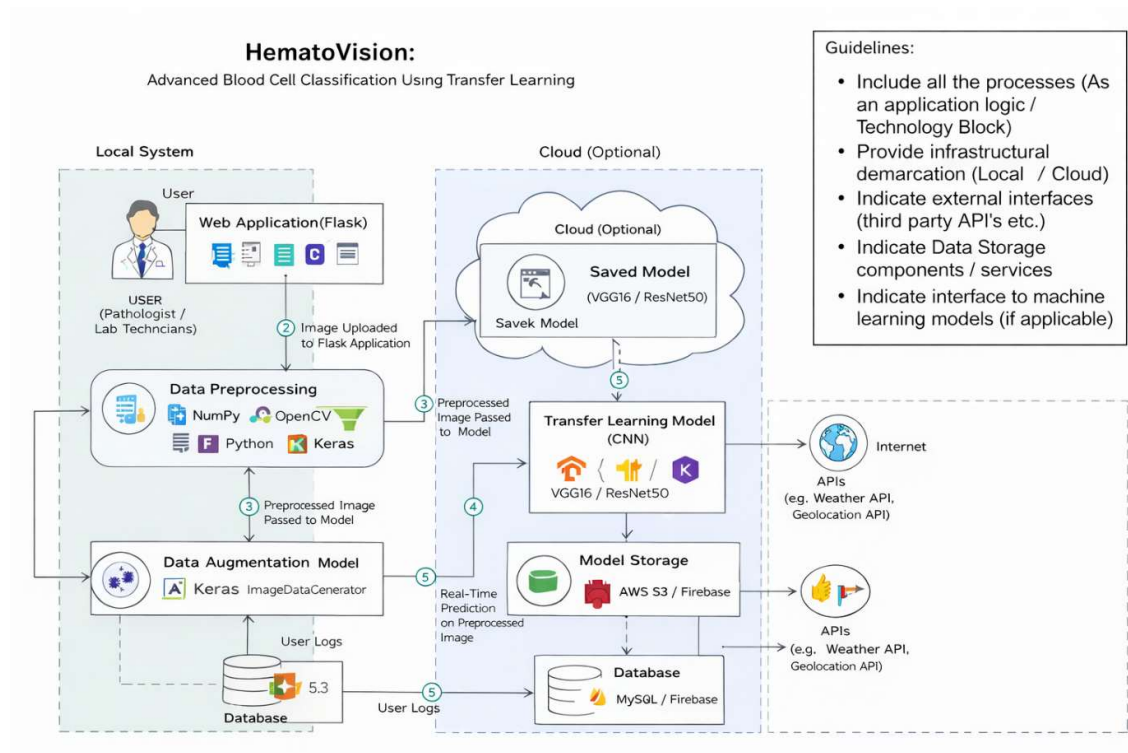 HematoVision:
Advanced Blood Cell Classification Using Transfer Learning
Guidelines:
• Include all the processes (As
an application logic /
Technology Block)
• Provide infrastructural
demarcation (Local / Cloud)
• Indicate external interfaces
(third party API's etc.)
• Indicate Data Storage
components / services
• Indicate interface to machine
learning models (if applicable)
Local System
User
Web Application(Flask)
C
USER
(Pathologist /
Lab Techncians)
2 Image Uploaded
to Flask Application
Data Preprocessing
NumPy OpenCV
F Python K Keras
3 Preprocessed
Image Passed
to Model
3 Preprocessed Image
Passed to Model
Data Augmentation Model
A Keras ImageDataCenerator
User Logs
5.3
Database
5
User Logs
Cloud (Optional)
Cloud (Optional)
Saved Model
(VGG16 / ResNet50)
Savek Model
5
Transfer Learning Model
(CNN)
K
VGG16 / ResNet50
4
5
Real-Time
Prediction
on Preprocessed
Image
Model Storage
AWS S3 / Firebase
Database
MySQL / Firebase
Internet
APIs
(e.g. Weather API,
Geolocation API)
APIs
(e.g. Weather API,
Geolocation API)